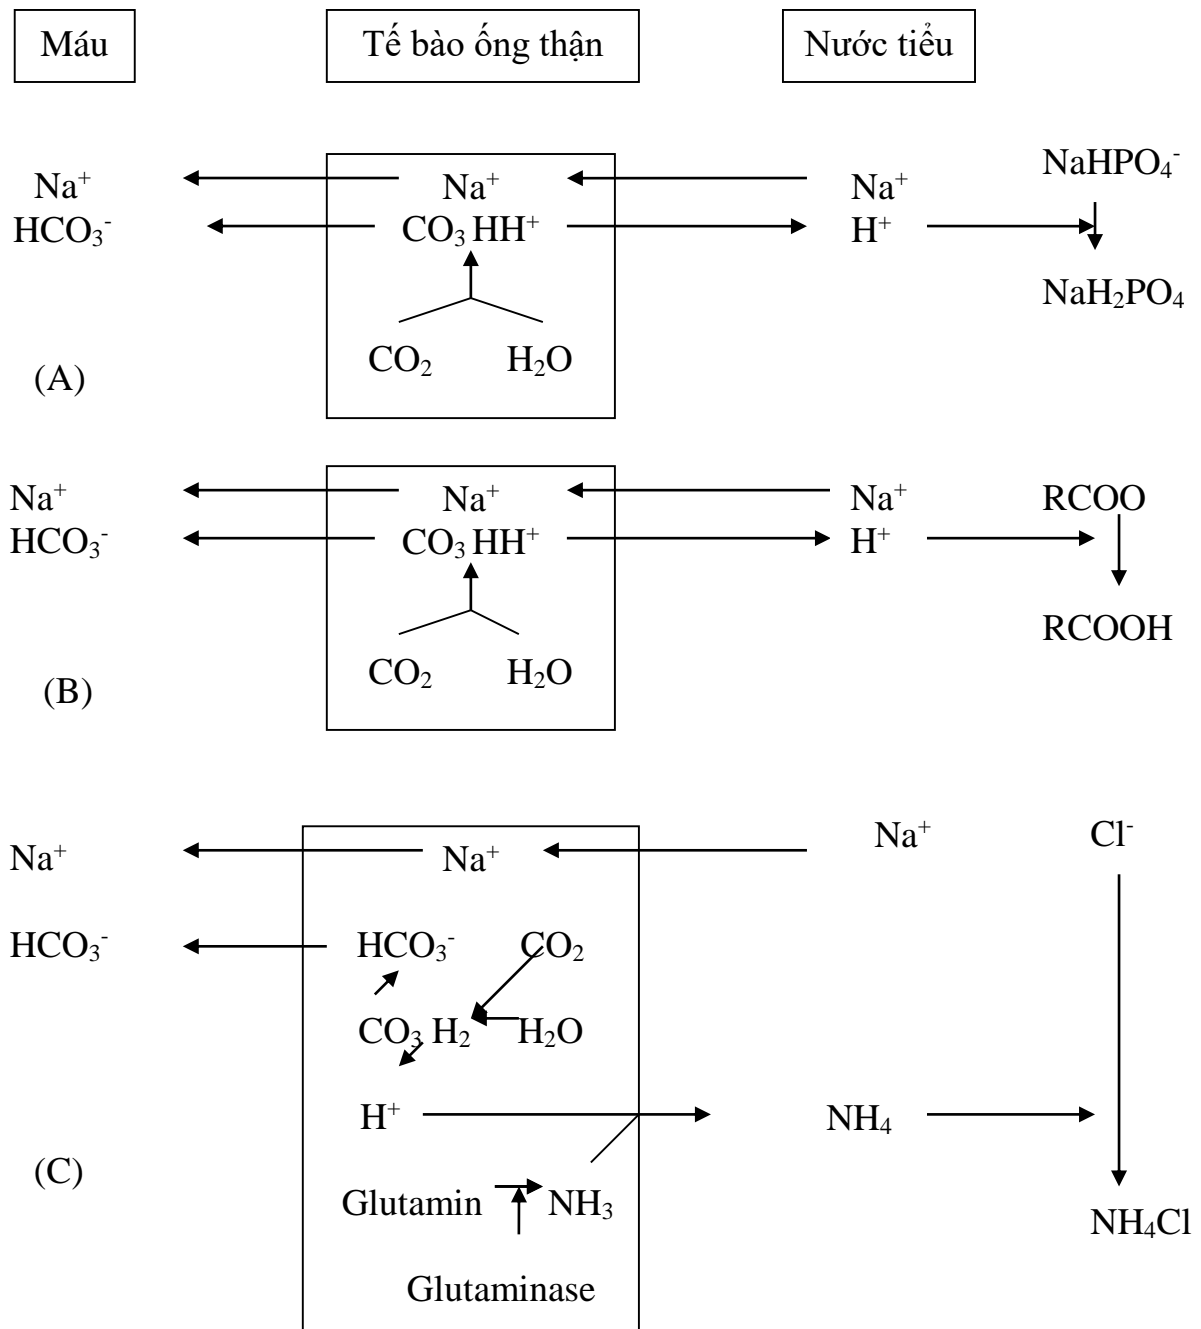 Máu Tế bào ống thận Nước tiểu
NaHPO₄⁻
Na⁺ Na⁺ Na⁺
HCO₃⁻ CO₃ HH⁺ H⁺
NaH₂PO₄
CO₂ H₂O
(A)
Na⁺ Na⁺ Na⁺ RCOO
HCO₃⁻ CO₃ HH⁺ H⁺
RCOOH
CO₂ H₂O
(B)
Na⁺ Cl⁻
Na⁺ Na⁺
HCO₃⁻ HCO₃⁻ CO₂
CO₃ H₂ H₂O
H⁺ NH₄
(C)
Glutamin NH₃
NH₄Cl
Glutaminase